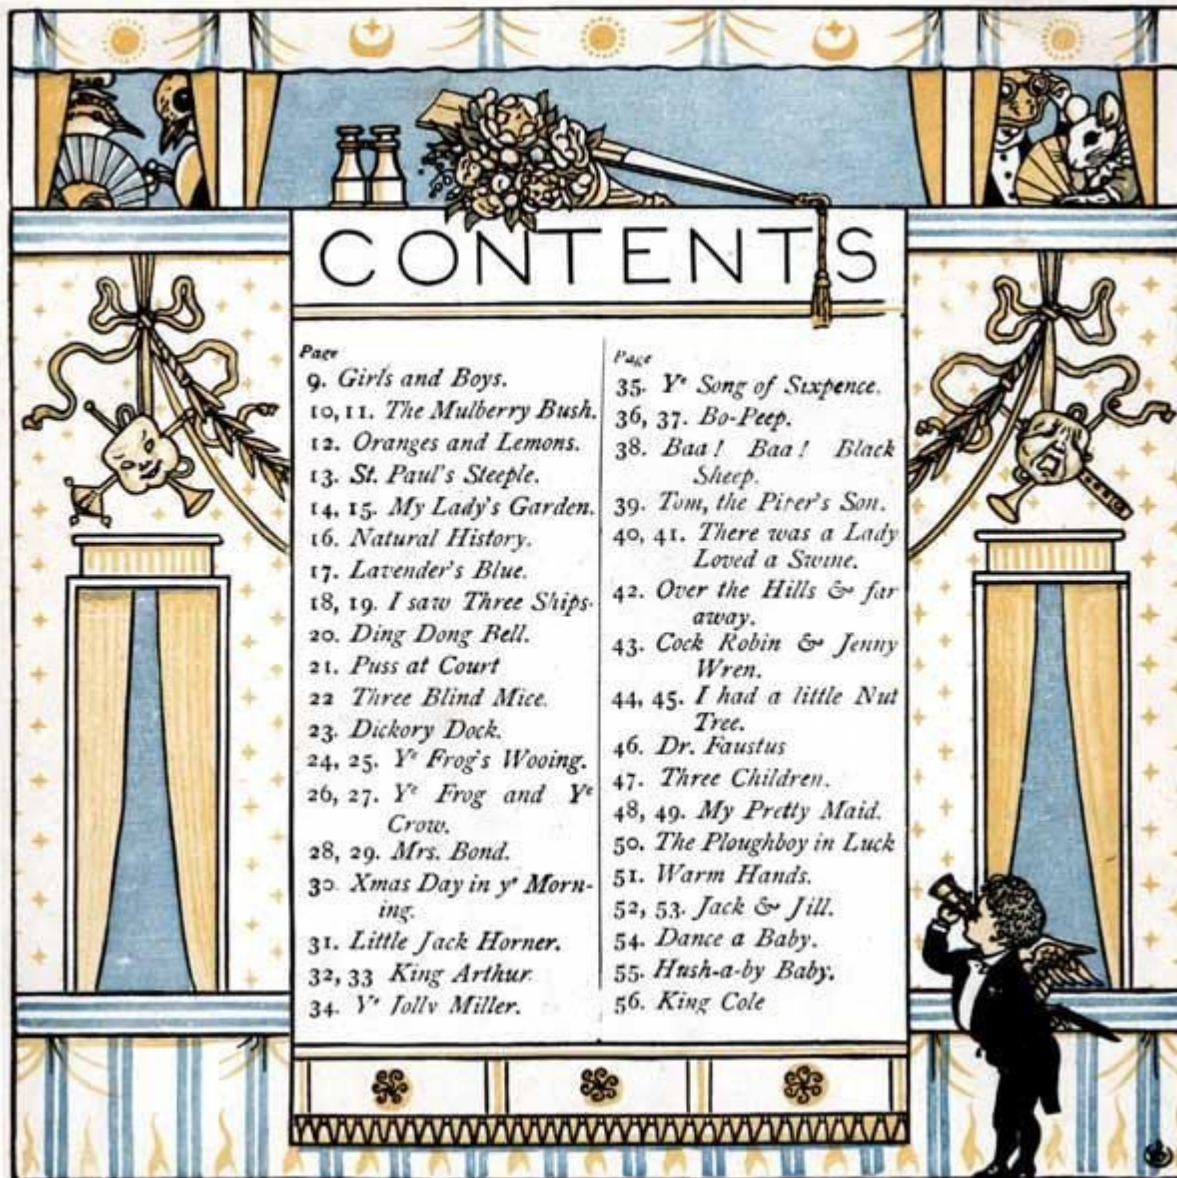 CONTENTS
Page
9. Girls and Boys.
10, 11. The Mulberry Bush.
12. Oranges and Lemons.
13. St. Paul's Steeple.
14, 15. My Lady's Garden.
16. Natural History.
17. Lavender's Blue.
18, 19. I saw Three Ships.
20. Ding Dong Bell.
21. Puss at Court
22 Three Blind Mice.
23. Dickory Dock.
24, 25. Yᵉ Frog's Wooing.
26, 27. Yᵉ Frog and Yᵉ
Crow.
28, 29. Mrs. Bond.
30. Xmas Day in yᵉ Morn-
ing.
31. Little Jack Horner.
32, 33 King Arthur
34. Yᵉ Jolly Miller.
Page
35. Yᵉ Song of Sixpence.
36, 37. Bo-Peep.
38. Baa! Baa! Black
Sheep.
39. Tom, the Piper's Son.
40, 41. There was a Lady
Loved a Swine.
42. Over the Hills & far
away.
43. Cock Robin & Jenny
Wren.
44, 45. I had a little Nut
Tree.
46. Dr. Faustus
47. Three Children.
48, 49. My Pretty Maid.
50. The Ploughboy in Luck
51. Warm Hands.
52, 53. Jack & Jill.
54. Dance a Baby.
55. Hush-a-by Baby.
56. King Cole